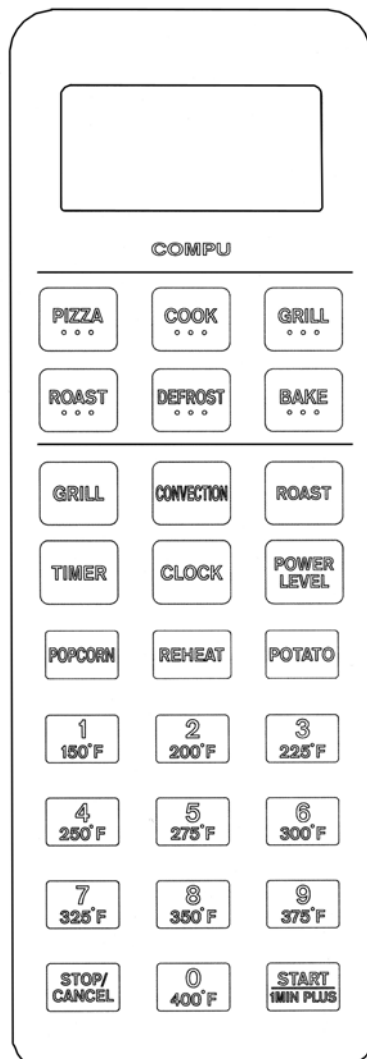 COMPU
PIZZA COOK GRILL
ROAST DEFROST BAKE
GRILL CONVECTION ROAST
TIMER CLOCK POWER
LEVEL
POPCORN REHEAT POTATO
1 2 3
150°F 200°F 225°F
4 5 6
250°F 275°F 300°F
7 8 9
325°F 350°F 375°F
STOP/ 0 START
CANCEL 400°F 1MIN PLUS